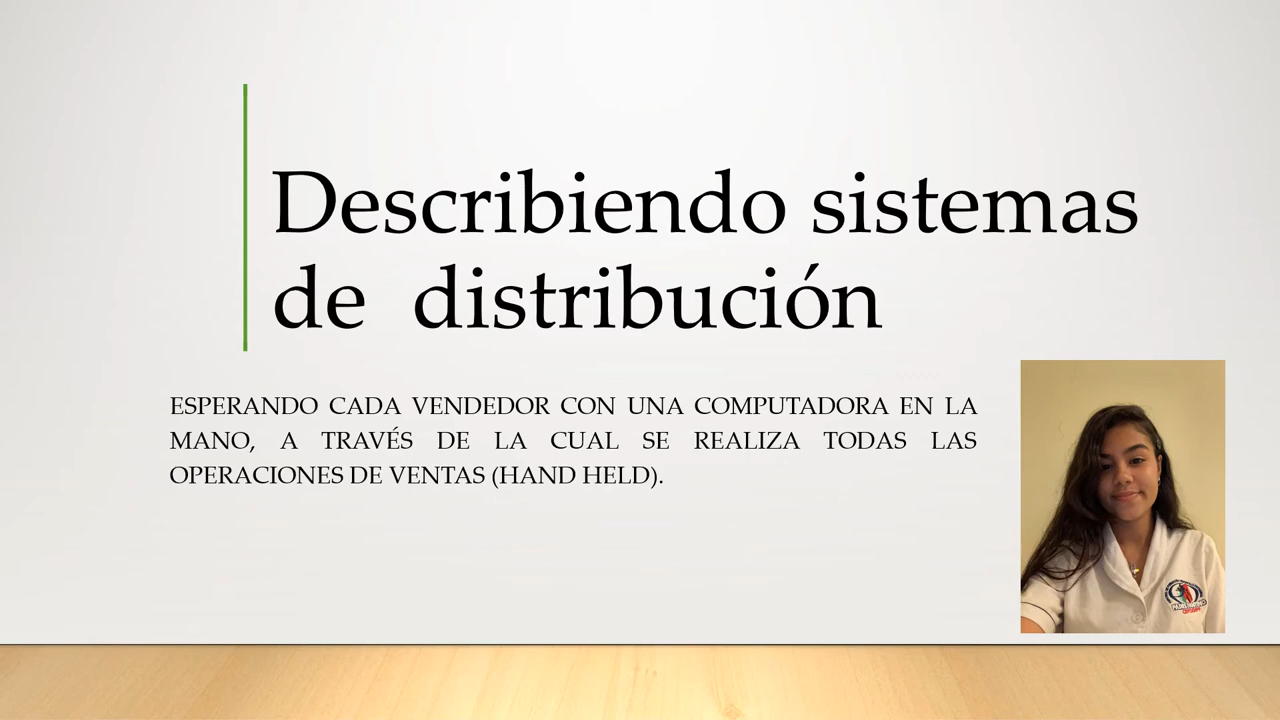 Describiendo sistemas
de  distribución
ESPERANDO CADA VENDEDOR CON UNA COMPUTADORA EN LA
MANO, A TRAVÉS DE LA CUAL SE REALIZA TODAS LAS
OPERACIONES DE VENTAS (HAND HELD).